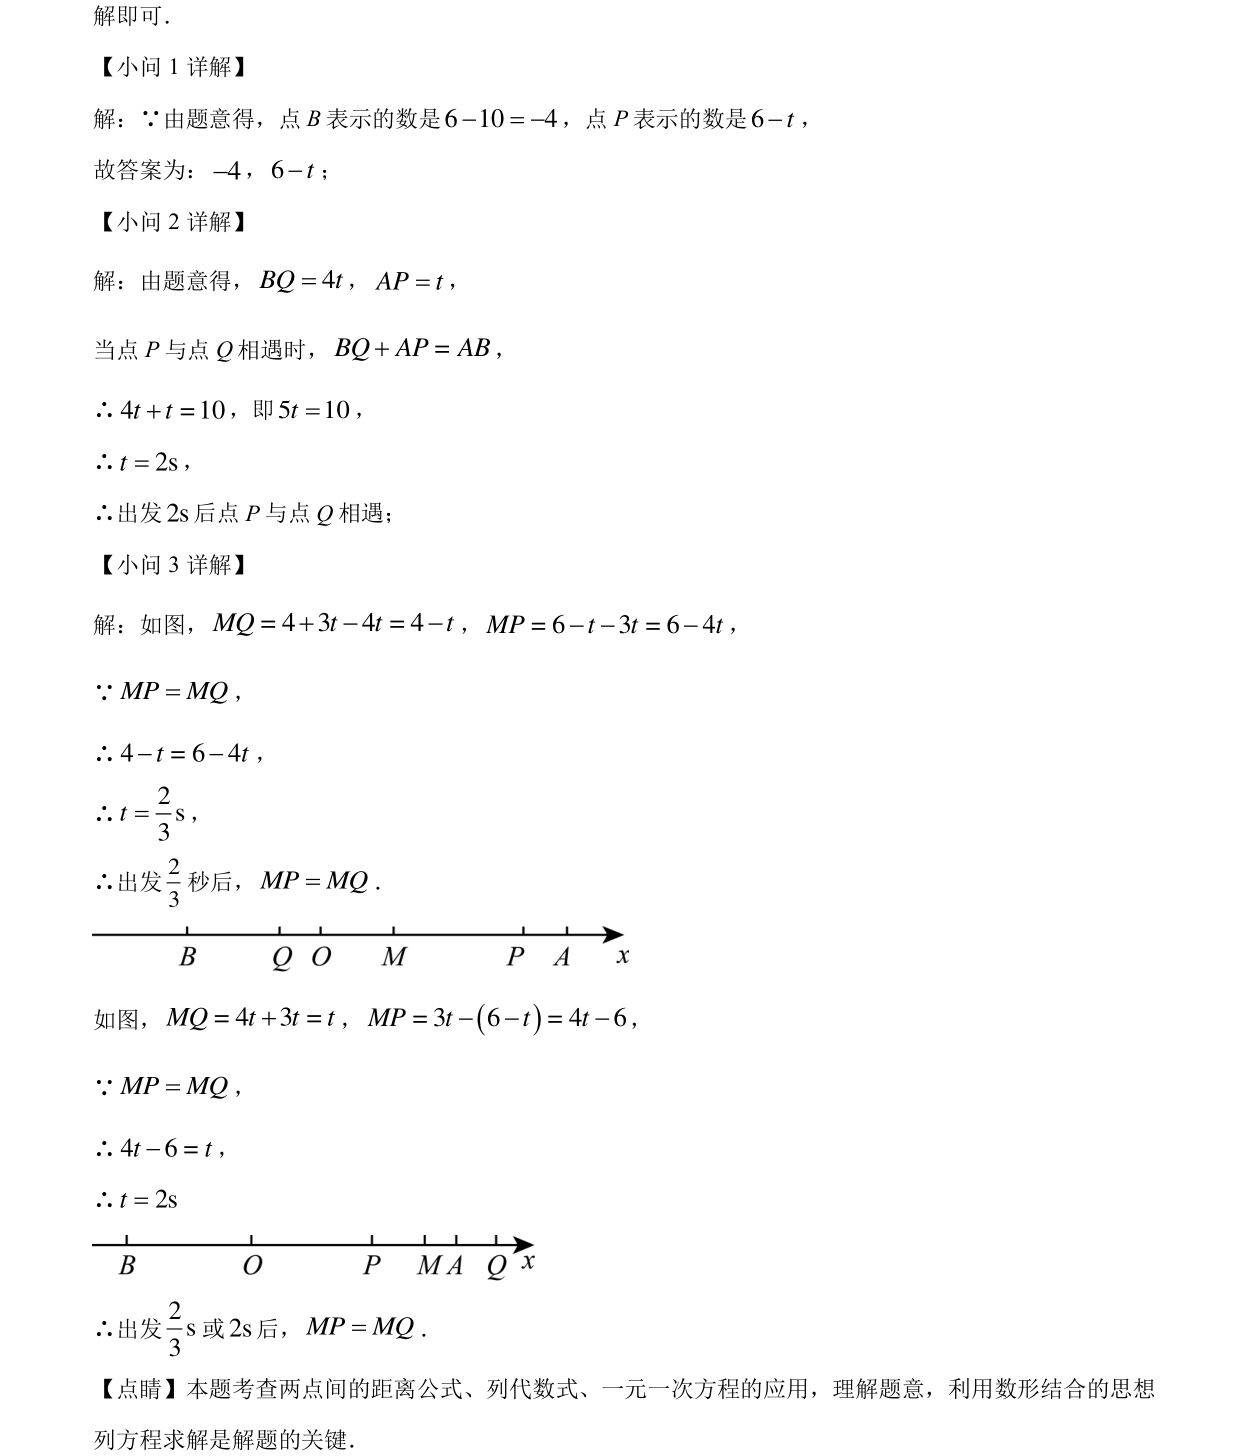 解即可．
【小问 1 详解】
解：∵由题意得，点 B 表示的数是 6－10＝–4，点 P 表示的数是 6－t，
故答案为：–4，6－t；
【小问 2 详解】
解：由题意得，BQ＝4t，AP＝t，
当点 P 与点 Q 相遇时，BQ＋AP＝AB，
∴4t＋t＝10，即 5t＝10，
∴t＝2s，
∴出发 2s 后点 P 与点 Q 相遇；
【小问 3 详解】
解：如图，MQ＝4＋3t－4t＝4－t，MP＝6－t－3t＝6－4t，
∵MP＝MQ，
∴4－t＝6－4t，
∴t＝2/3 s，
∴出发 2/3 秒后，MP＝MQ．
B Q O M P A x
如图，MQ＝4t＋3t＝t，MP＝3t－(6－t)＝4t－6，
∵MP＝MQ，
∴4t－6＝t，
∴t＝2s
B O P M A Q x
∴出发 2/3 s 或 2s 后，MP＝MQ．
【点睛】本题考查两点间的距离公式、列代数式、一元一次方程的应用，理解题意，利用数形结合的思想
列方程求解是解题的关键．